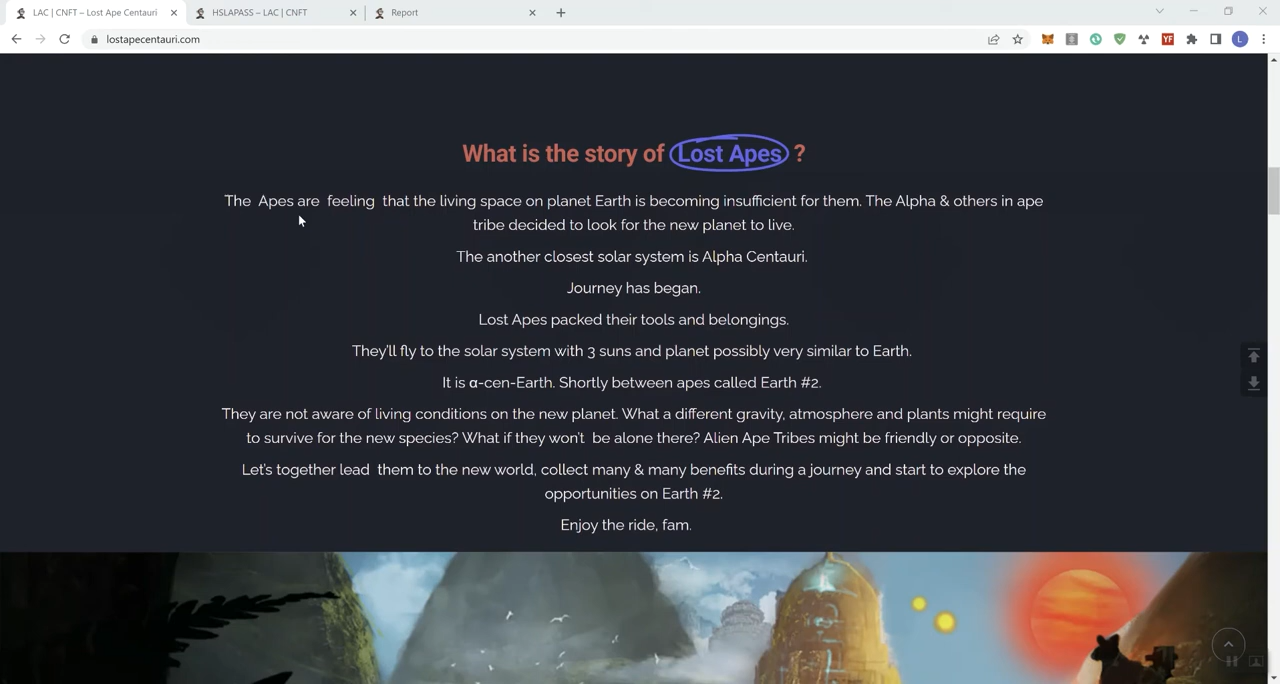 LAC | CNFT – Lost Ape Centauri
HSLAPASS – LAC | CNFT
Report
lostapecentauri.com
YF
L
What is the story of Lost Apes ?
The Apes are feeling that the living space on planet Earth is becoming insufficient for them. The Alpha & others in ape
tribe decided to look for the new planet to live.
The another closest solar system is Alpha Centauri.
Journey has began.
Lost Apes packed their tools and belongings.
They'll fly to the solar system with 3 suns and planet possibly very similar to Earth.
It is α-cen-Earth. Shortly between apes called Earth #2.
They are not aware of living conditions on the new planet. What a different gravity, atmosphere and plants might require
to survive for the new species? What if they won't be alone there? Alien Ape Tribes might be friendly or opposite.
Let's together lead them to the new world, collect many & many benefits during a journey and start to explore the
opportunities on Earth #2.
Enjoy the ride, fam.